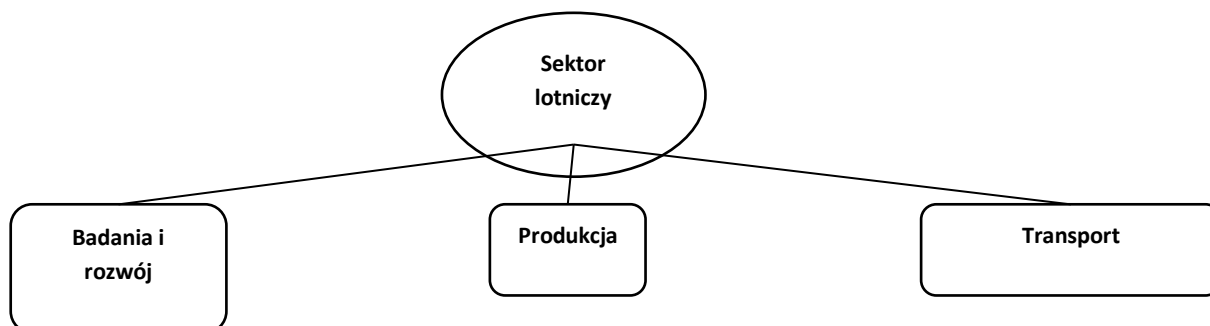 Sektor
lotniczy
Badania i
rozwój
Produkcja
Transport